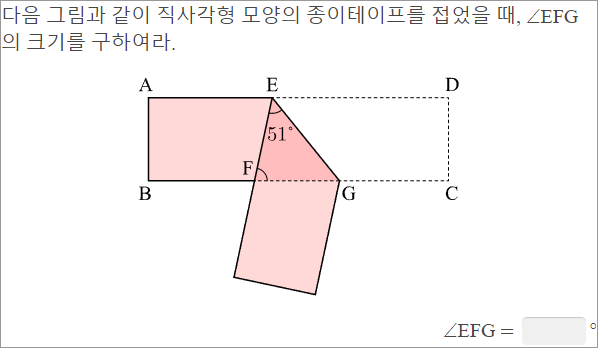 다음 그림과 같이 직사각형 모양의 종이테이프를 접었을 때, ∠EFG
의 크기를 구하여라.
A E D
51°
F
B G C
∠EFG = °